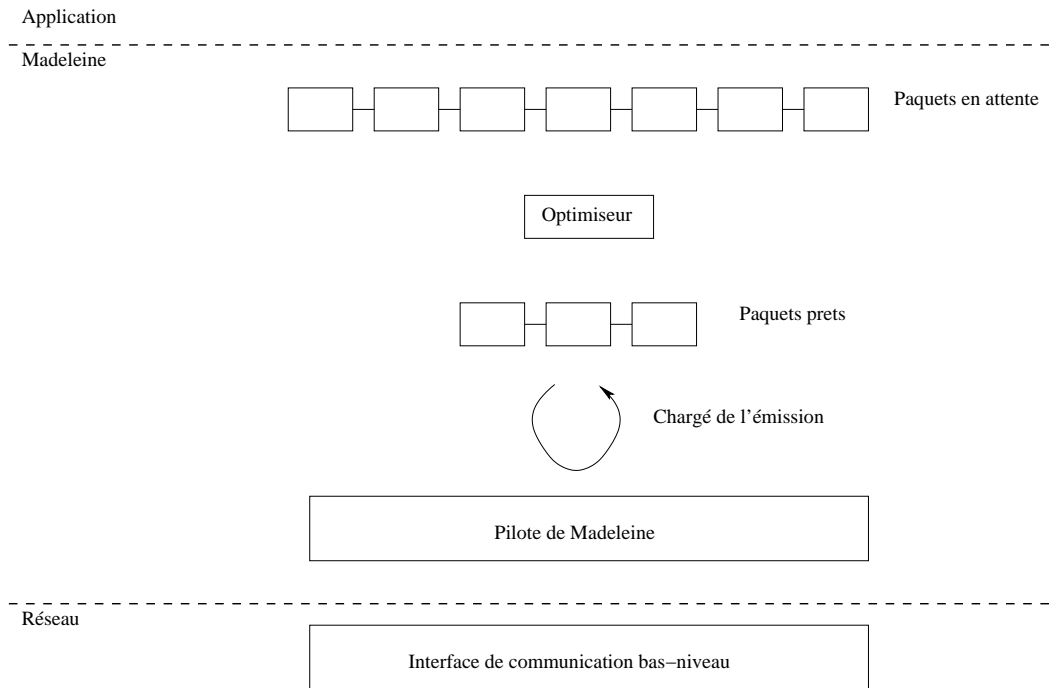 Application
Madeleine
Paquets en attente
Optimiseur
Paquets prets
Chargé de l'émission
Pilote de Madeleine
Réseau
Interface de communication bas−niveau